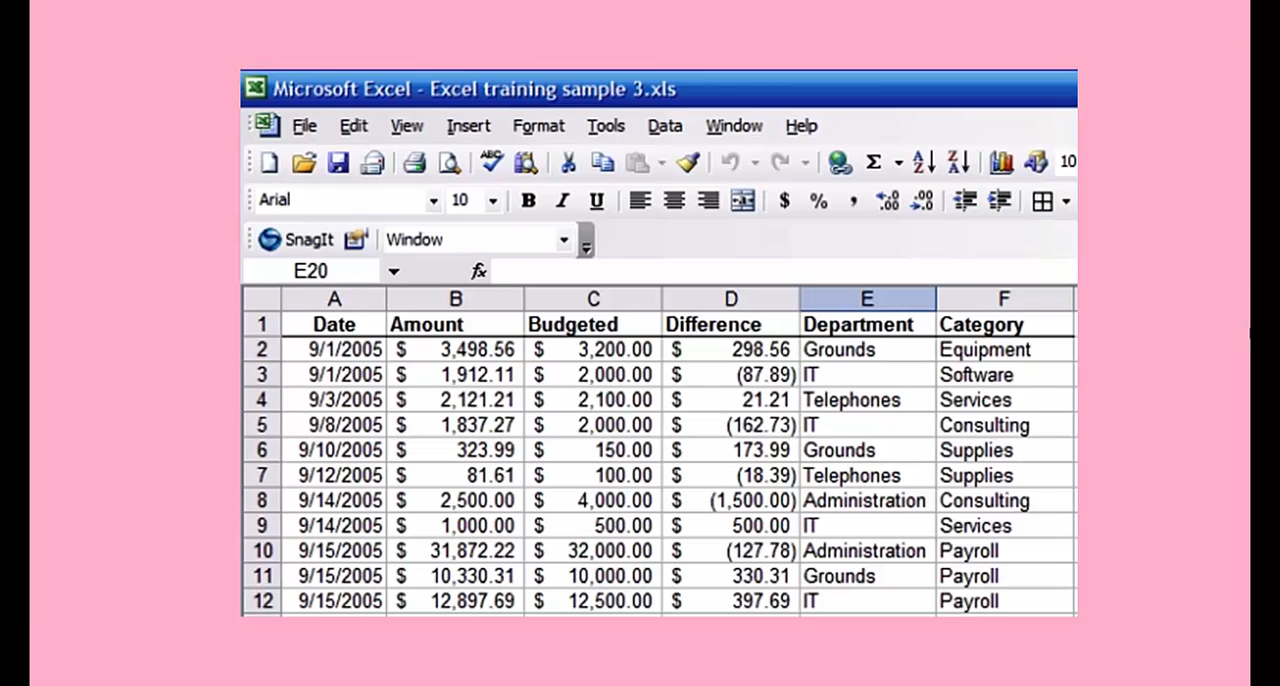 Microsoft Excel - Excel training sample 3.xls
File Edit View Insert Format Tools Data Window Help
ABC Σ A Z Z A 10
Arial 10 B I U a $ % , .0 .00 .00 .0
SnagIt Window
E20 fx
A B C D E F
1 Date Amount Budgeted Difference Department Category
2 9/1/2005 $ 3,498.56 $ 3,200.00 $ 298.56 Grounds Equipment
3 9/1/2005 $ 1,912.11 $ 2,000.00 $ (87.89) IT Software
4 9/3/2005 $ 2,121.21 $ 2,100.00 $ 21.21 Telephones Services
5 9/8/2005 $ 1,837.27 $ 2,000.00 $ (162.73) IT Consulting
6 9/10/2005 $ 323.99 $ 150.00 $ 173.99 Grounds Supplies
7 9/12/2005 $ 81.61 $ 100.00 $ (18.39) Telephones Supplies
8 9/14/2005 $ 2,500.00 $ 4,000.00 $ (1,500.00) Administration Consulting
9 9/14/2005 $ 1,000.00 $ 500.00 $ 500.00 IT Services
10 9/15/2005 $ 31,872.22 $ 32,000.00 $ (127.78) Administration Payroll
11 9/15/2005 $ 10,330.31 $ 10,000.00 $ 330.31 Grounds Payroll
12 9/15/2005 $ 12,897.69 $ 12,500.00 $ 397.69 IT Payroll